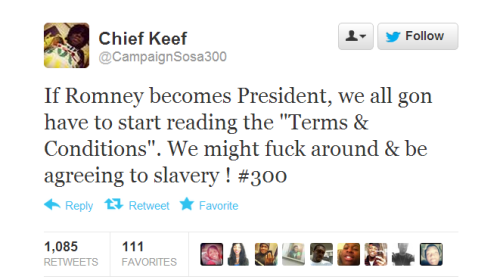 Chief Keef
Follow
@CampaignSosa300
If Romney becomes President, we all gon
have to start reading the "Terms &
Conditions". We might fuck around & be
agreeing to slavery ! #300
Reply Retweet Favorite
1,085 111
RETWEETS FAVORITES